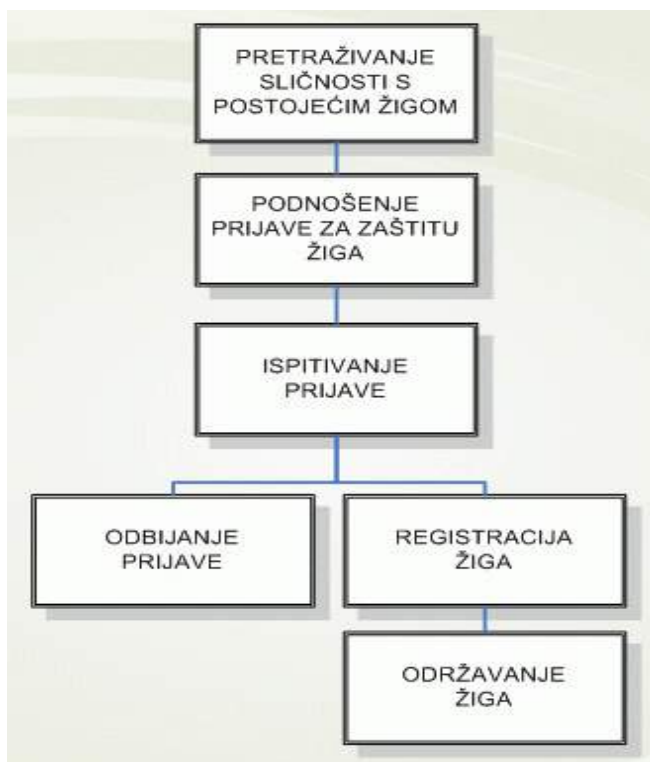 PRETRAŽIVANJE
SLIČNOSTI S
POSTOJEĆIM ŽIGOM
PODNOŠENJE
PRIJAVE ZA ZAŠTITU
ŽIGA
ISPITIVANJE
PRIJAVE
ODBIJANJE
PRIJAVE
REGISTRACIJA
ŽIGA
ODRŽAVANJE
ŽIGA